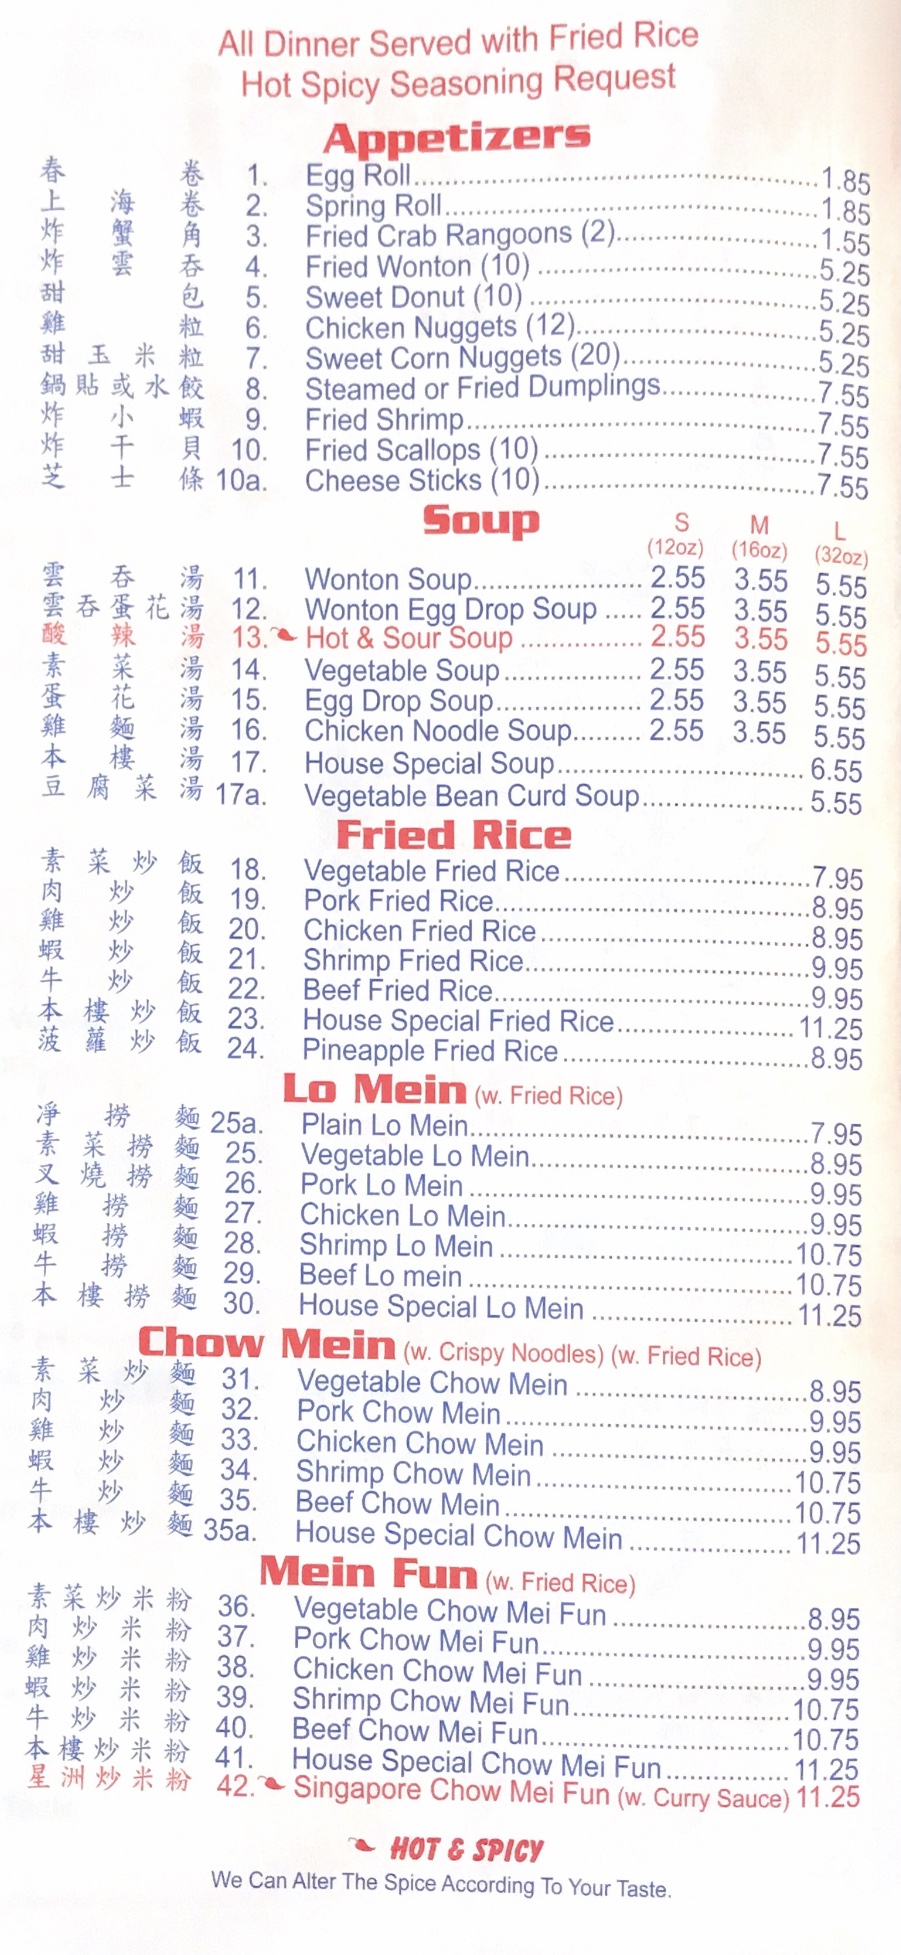 All Dinner Served with Fried Rice
Hot Spicy Seasoning Request
Appetizers
春卷 1. Egg Roll 1.85
上海卷 2. Spring Roll 1.85
炸蟹角 3. Fried Crab Rangoons (2) 1.55
炸雲吞 4. Fried Wonton (10) 5.25
甜包 5. Sweet Donut (10) 5.25
雞粒 6. Chicken Nuggets (12) 5.25
甜玉米粒 7. Sweet Corn Nuggets (20) 5.25
鍋貼或水餃 8. Steamed or Fried Dumplings 7.55
炸小蝦 9. Fried Shrimp 7.55
炸干貝 10. Fried Scallops (10) 7.55
芝士條 10a. Cheese Sticks (10) 7.55
Soup S M L
(12oz) (16oz) (32oz)
雲吞湯 11. Wonton Soup 2.55 3.55 5.55
雲吞蛋花湯 12. Wonton Egg Drop Soup 2.55 3.55 5.55
酸辣湯 13. Hot & Sour Soup 2.55 3.55 5.55
素菜湯 14. Vegetable Soup 2.55 3.55 5.55
蛋花湯 15. Egg Drop Soup 2.55 3.55 5.55
雞麵湯 16. Chicken Noodle Soup 2.55 3.55 5.55
本樓湯 17. House Special Soup 6.55
豆腐菜湯 17a. Vegetable Bean Curd Soup 5.55
Fried Rice
素菜炒飯 18. Vegetable Fried Rice 7.95
肉炒飯 19. Pork Fried Rice 8.95
雞炒飯 20. Chicken Fried Rice 8.95
蝦炒飯 21. Shrimp Fried Rice 9.95
牛炒飯 22. Beef Fried Rice 9.95
本樓炒飯 23. House Special Fried Rice 11.25
菠蘿炒飯 24. Pineapple Fried Rice 8.95
Lo Mein (w. Fried Rice)
凈撈麵 25a. Plain Lo Mein 7.95
素菜撈麵 25. Vegetable Lo Mein 8.95
叉燒撈麵 26. Pork Lo Mein 9.95
雞撈麵 27. Chicken Lo Mein 9.95
蝦撈麵 28. Shrimp Lo Mein 10.75
牛撈麵 29. Beef Lo mein 10.75
本樓撈麵 30. House Special Lo Mein 11.25
Chow Mein (w. Crispy Noodles) (w. Fried Rice)
素菜炒麵 31. Vegetable Chow Mein 8.95
肉炒麵 32. Pork Chow Mein 9.95
雞炒麵 33. Chicken Chow Mein 9.95
蝦炒麵 34. Shrimp Chow Mein 10.75
牛炒麵 35. Beef Chow Mein 10.75
本樓炒麵 35a. House Special Chow Mein 11.25
Mein Fun (w. Fried Rice)
素菜炒米粉 36. Vegetable Chow Mei Fun 8.95
肉炒米粉 37. Pork Chow Mei Fun 9.95
雞炒米粉 38. Chicken Chow Mei Fun 9.95
蝦炒米粉 39. Shrimp Chow Mei Fun 10.75
牛炒米粉 40. Beef Chow Mei Fun 10.75
本樓炒米粉 41. House Special Chow Mei Fun 11.25
星洲炒米粉 42. Singapore Chow Mei Fun (w. Curry Sauce) 11.25
HOT & SPICY
We Can Alter The Spice According To Your Taste.